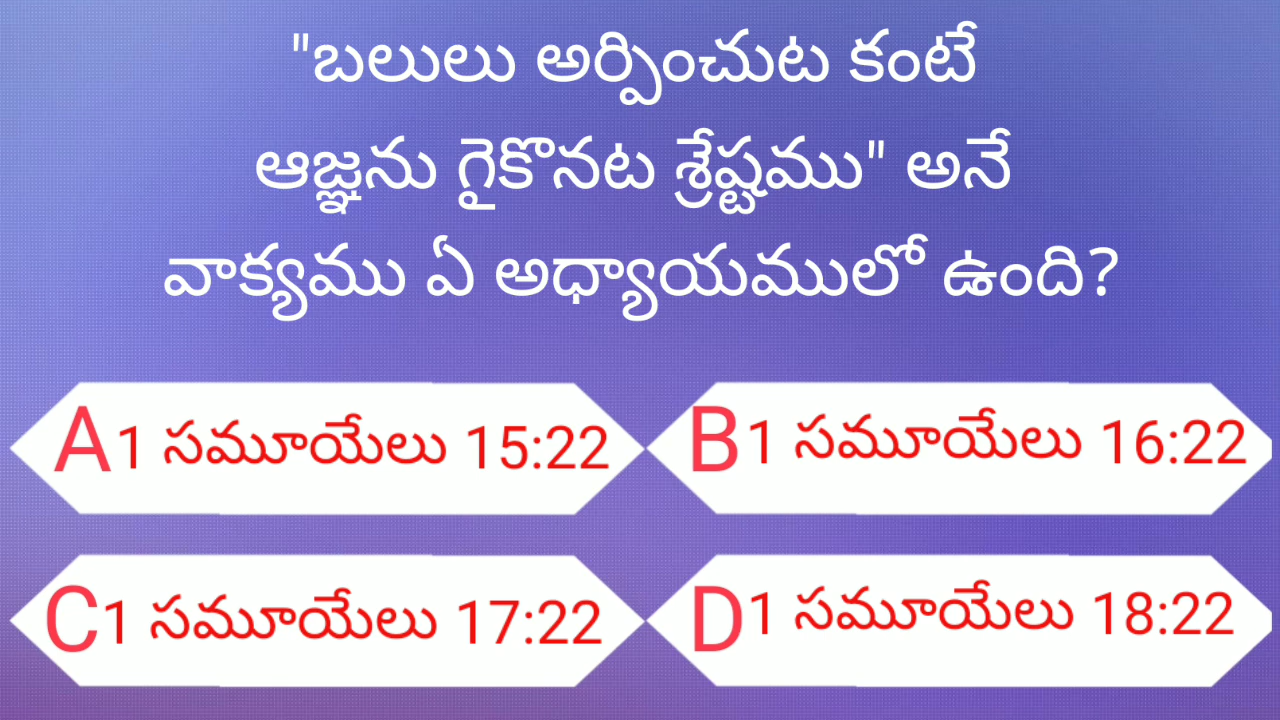 "బలులు అర్పించుట కంటే
ఆజ్ఞను గైకొనట శ్రేష్టము" అనే
వాక్యము ఏ అధ్యాయములో ఉంది?
A 1 సమూయేలు 15:22
B 1 సమూయేలు 16:22
C 1 సమూయేలు 17:22
D 1 సమూయేలు 18:22